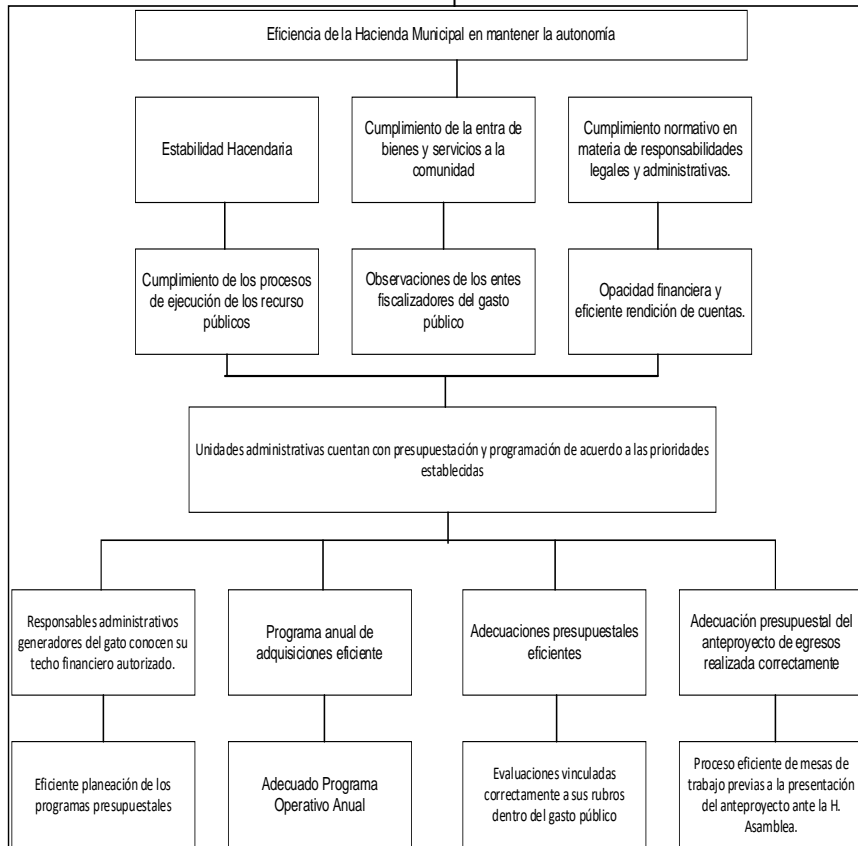 Eficiencia de la Hacienda Municipal en mantener la autonomía
Estabilidad Hacendaria
Cumplimiento de la entra de
bienes y servicios a la
comunidad
Cumplimiento normativo en
materia de responsabilidades
legales y administrativas.
Cumplimiento de los procesos
de ejecución de los recurso
públicos
Observaciones de los entes
fiscalizadores del gasto
público
Opacidad financiera y
eficiente rendición de cuentas.
Unidades administrativas cuentan con presupuestación y programación de acuerdo a las prioridades
establecidas
Responsables administrativos
generadores del gato conocen su
techo financiero autorizado.
Programa anual de
adquisiciones eficiente
Adecuaciones presupuestales
eficientes
Adecuación presupuestal del
anteproyecto de egresos
realizada correctamente
Eficiente planeación de los
programas presupuestales
Adecuado Programa
Operativo Anual
Evaluaciones vinculadas
correctamente a sus rubros
dentro del gasto público
Proceso eficiente de mesas de
trabajo previas a la presentación
del anteproyecto ante la H.
Asamblea.